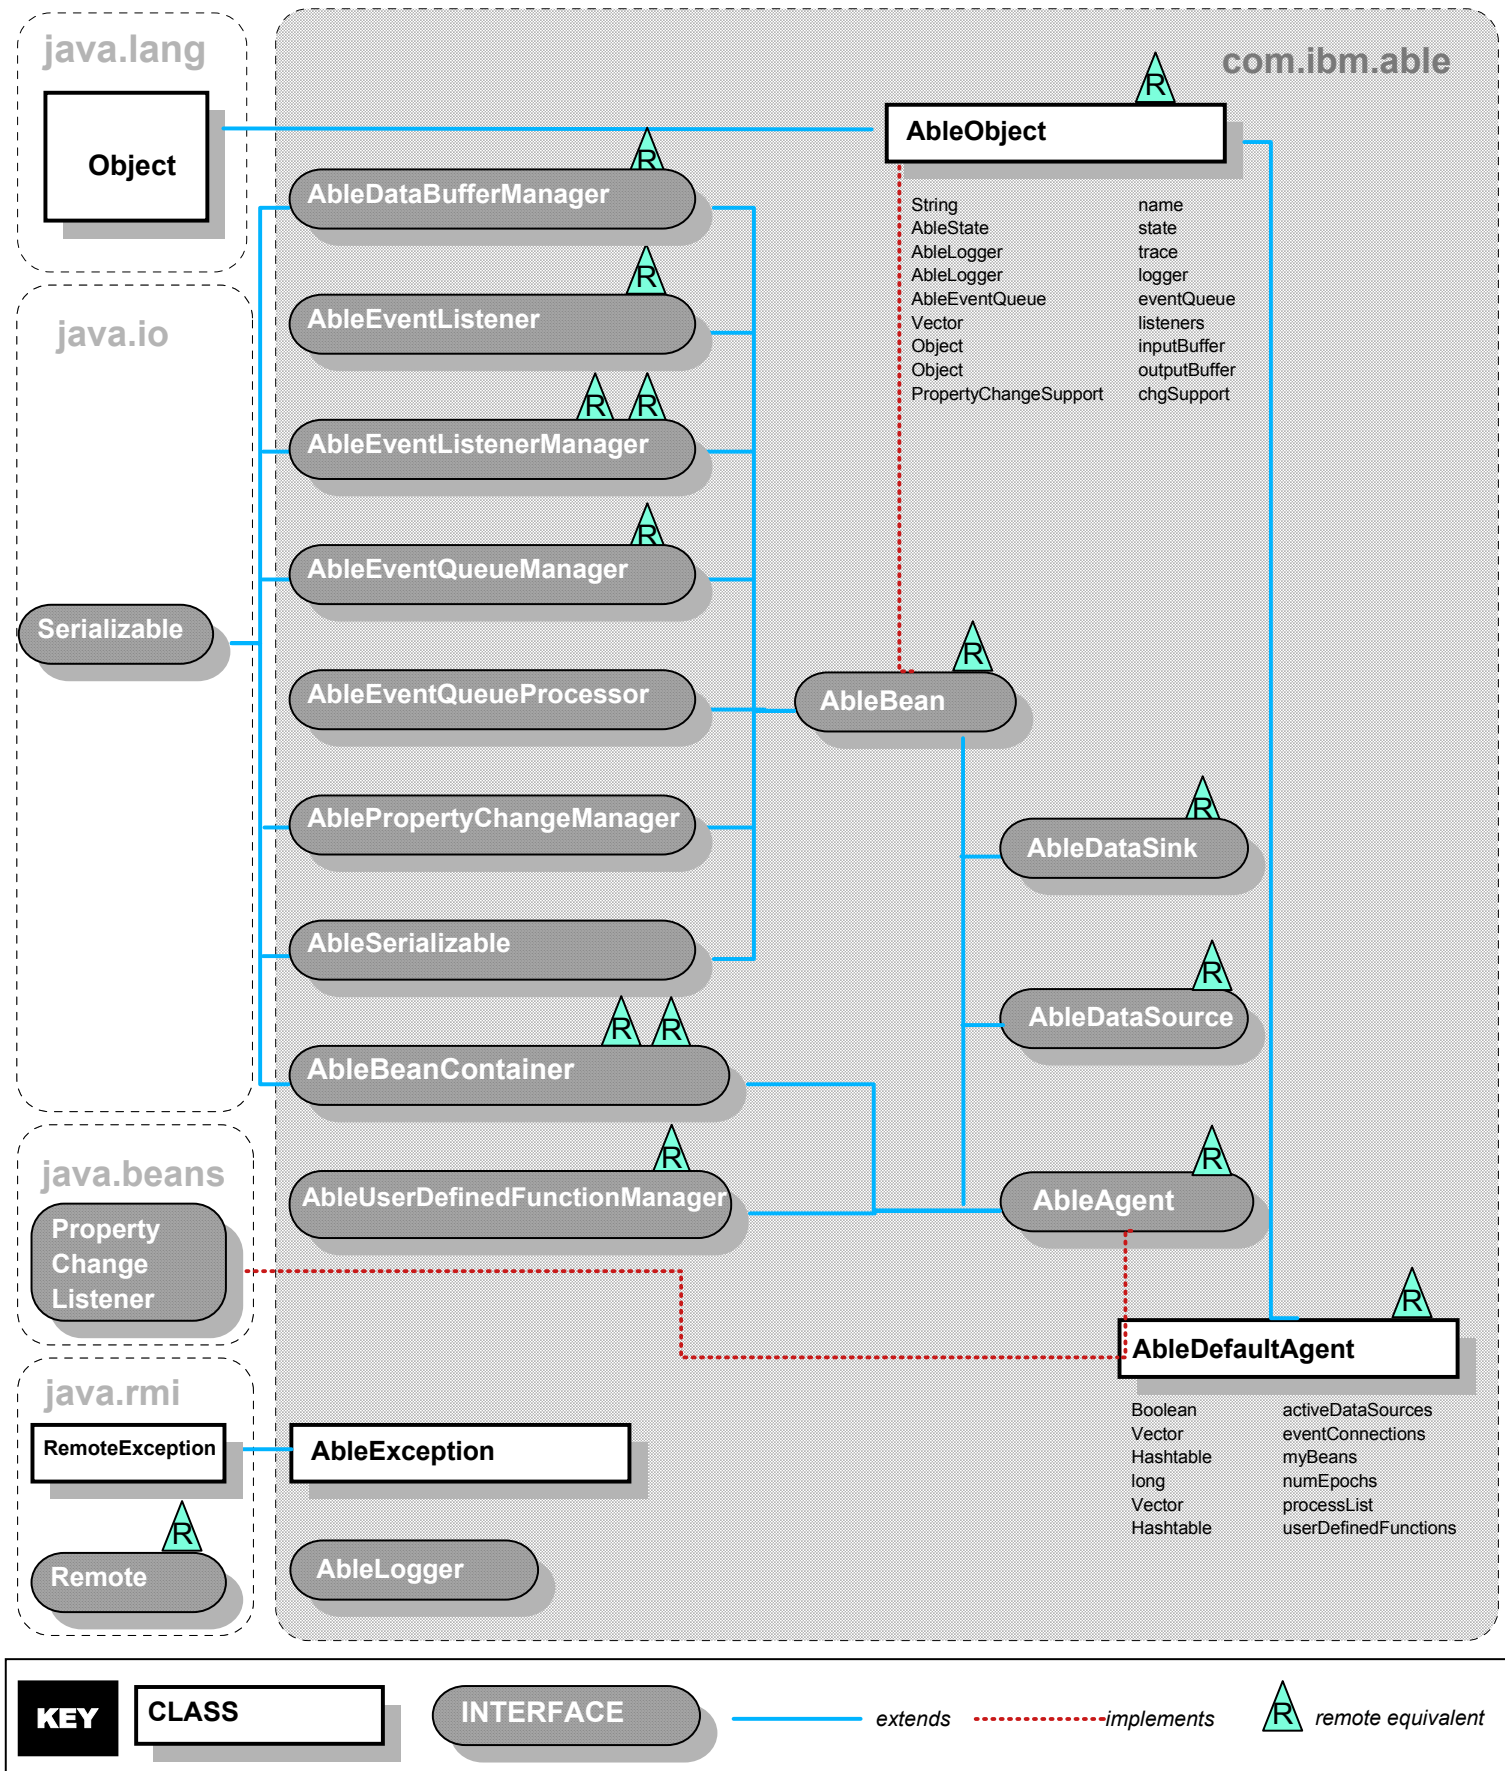 java.lang
com.ibm.able
R
Object
AbleObject
R
AbleDataBufferManager
String name
AbleState state
AbleLogger trace
AbleLogger logger
AbleEventQueue eventQueue
Vector listeners
Object inputBuffer
Object outputBuffer
PropertyChangeSupport chgSupport
java.io
R
AbleEventListener
R R
AbleEventListenerManager
R
AbleEventQueueManager
Serializable
AbleEventQueueProcessor
R
AbleBean
AblePropertyChangeManager
R
AbleDataSink
AbleSerializable
R
AbleDataSource
R R
AbleBeanContainer
java.beans
R
AbleUserDefinedFunctionManager
R
AbleAgent
Property
Change
Listener
R
AbleDefaultAgent
Boolean activeDataSources
Vector eventConnections
Hashtable myBeans
long numEpochs
Vector processList
Hashtable userDefinedFunctions
java.rmi
RemoteException
AbleException
R
Remote
AbleLogger
KEY
CLASS
INTERFACE
extends
implements
R
remote equivalent